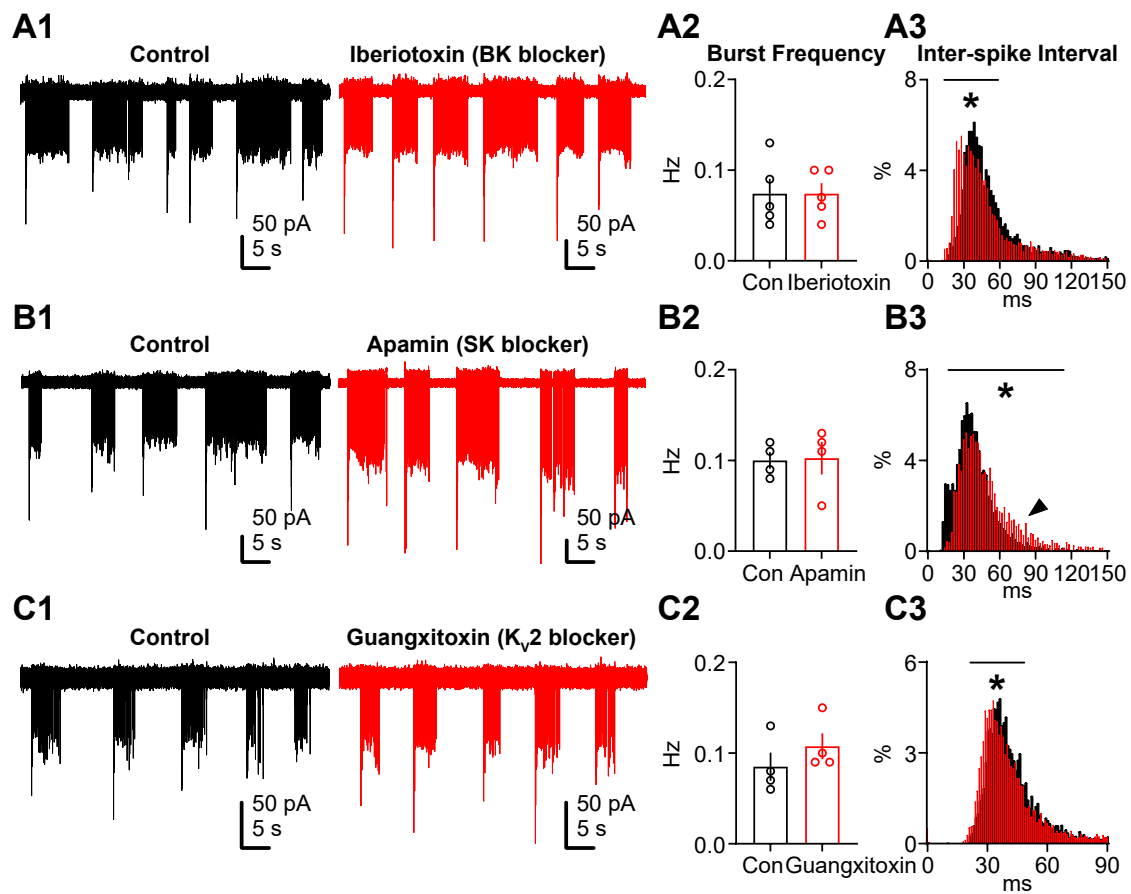 A1
Control
Iberiotoxin (BK blocker)
50 pA
5 s
50 pA
5 s
A2
Burst Frequency
0.2
0.1
0.0
Hz
Con Iberiotoxin
A3
Inter-spike Interval
8
4
0
%
*
0 30 60 90 120 150
ms
B1
Control
Apamin (SK blocker)
50 pA
5 s
50 pA
5 s
B2
0.2
0.1
0.0
Hz
Con Apamin
B3
8
4
0
%
*
0 30 60 90 120 150
ms
C1
Control
Guangxitoxin (KV2 blocker)
50 pA
5 s
50 pA
5 s
C2
0.2
0.1
0.0
Hz
Con Guangxitoxin
C3
6
3
0
%
*
0 30 60 90
ms